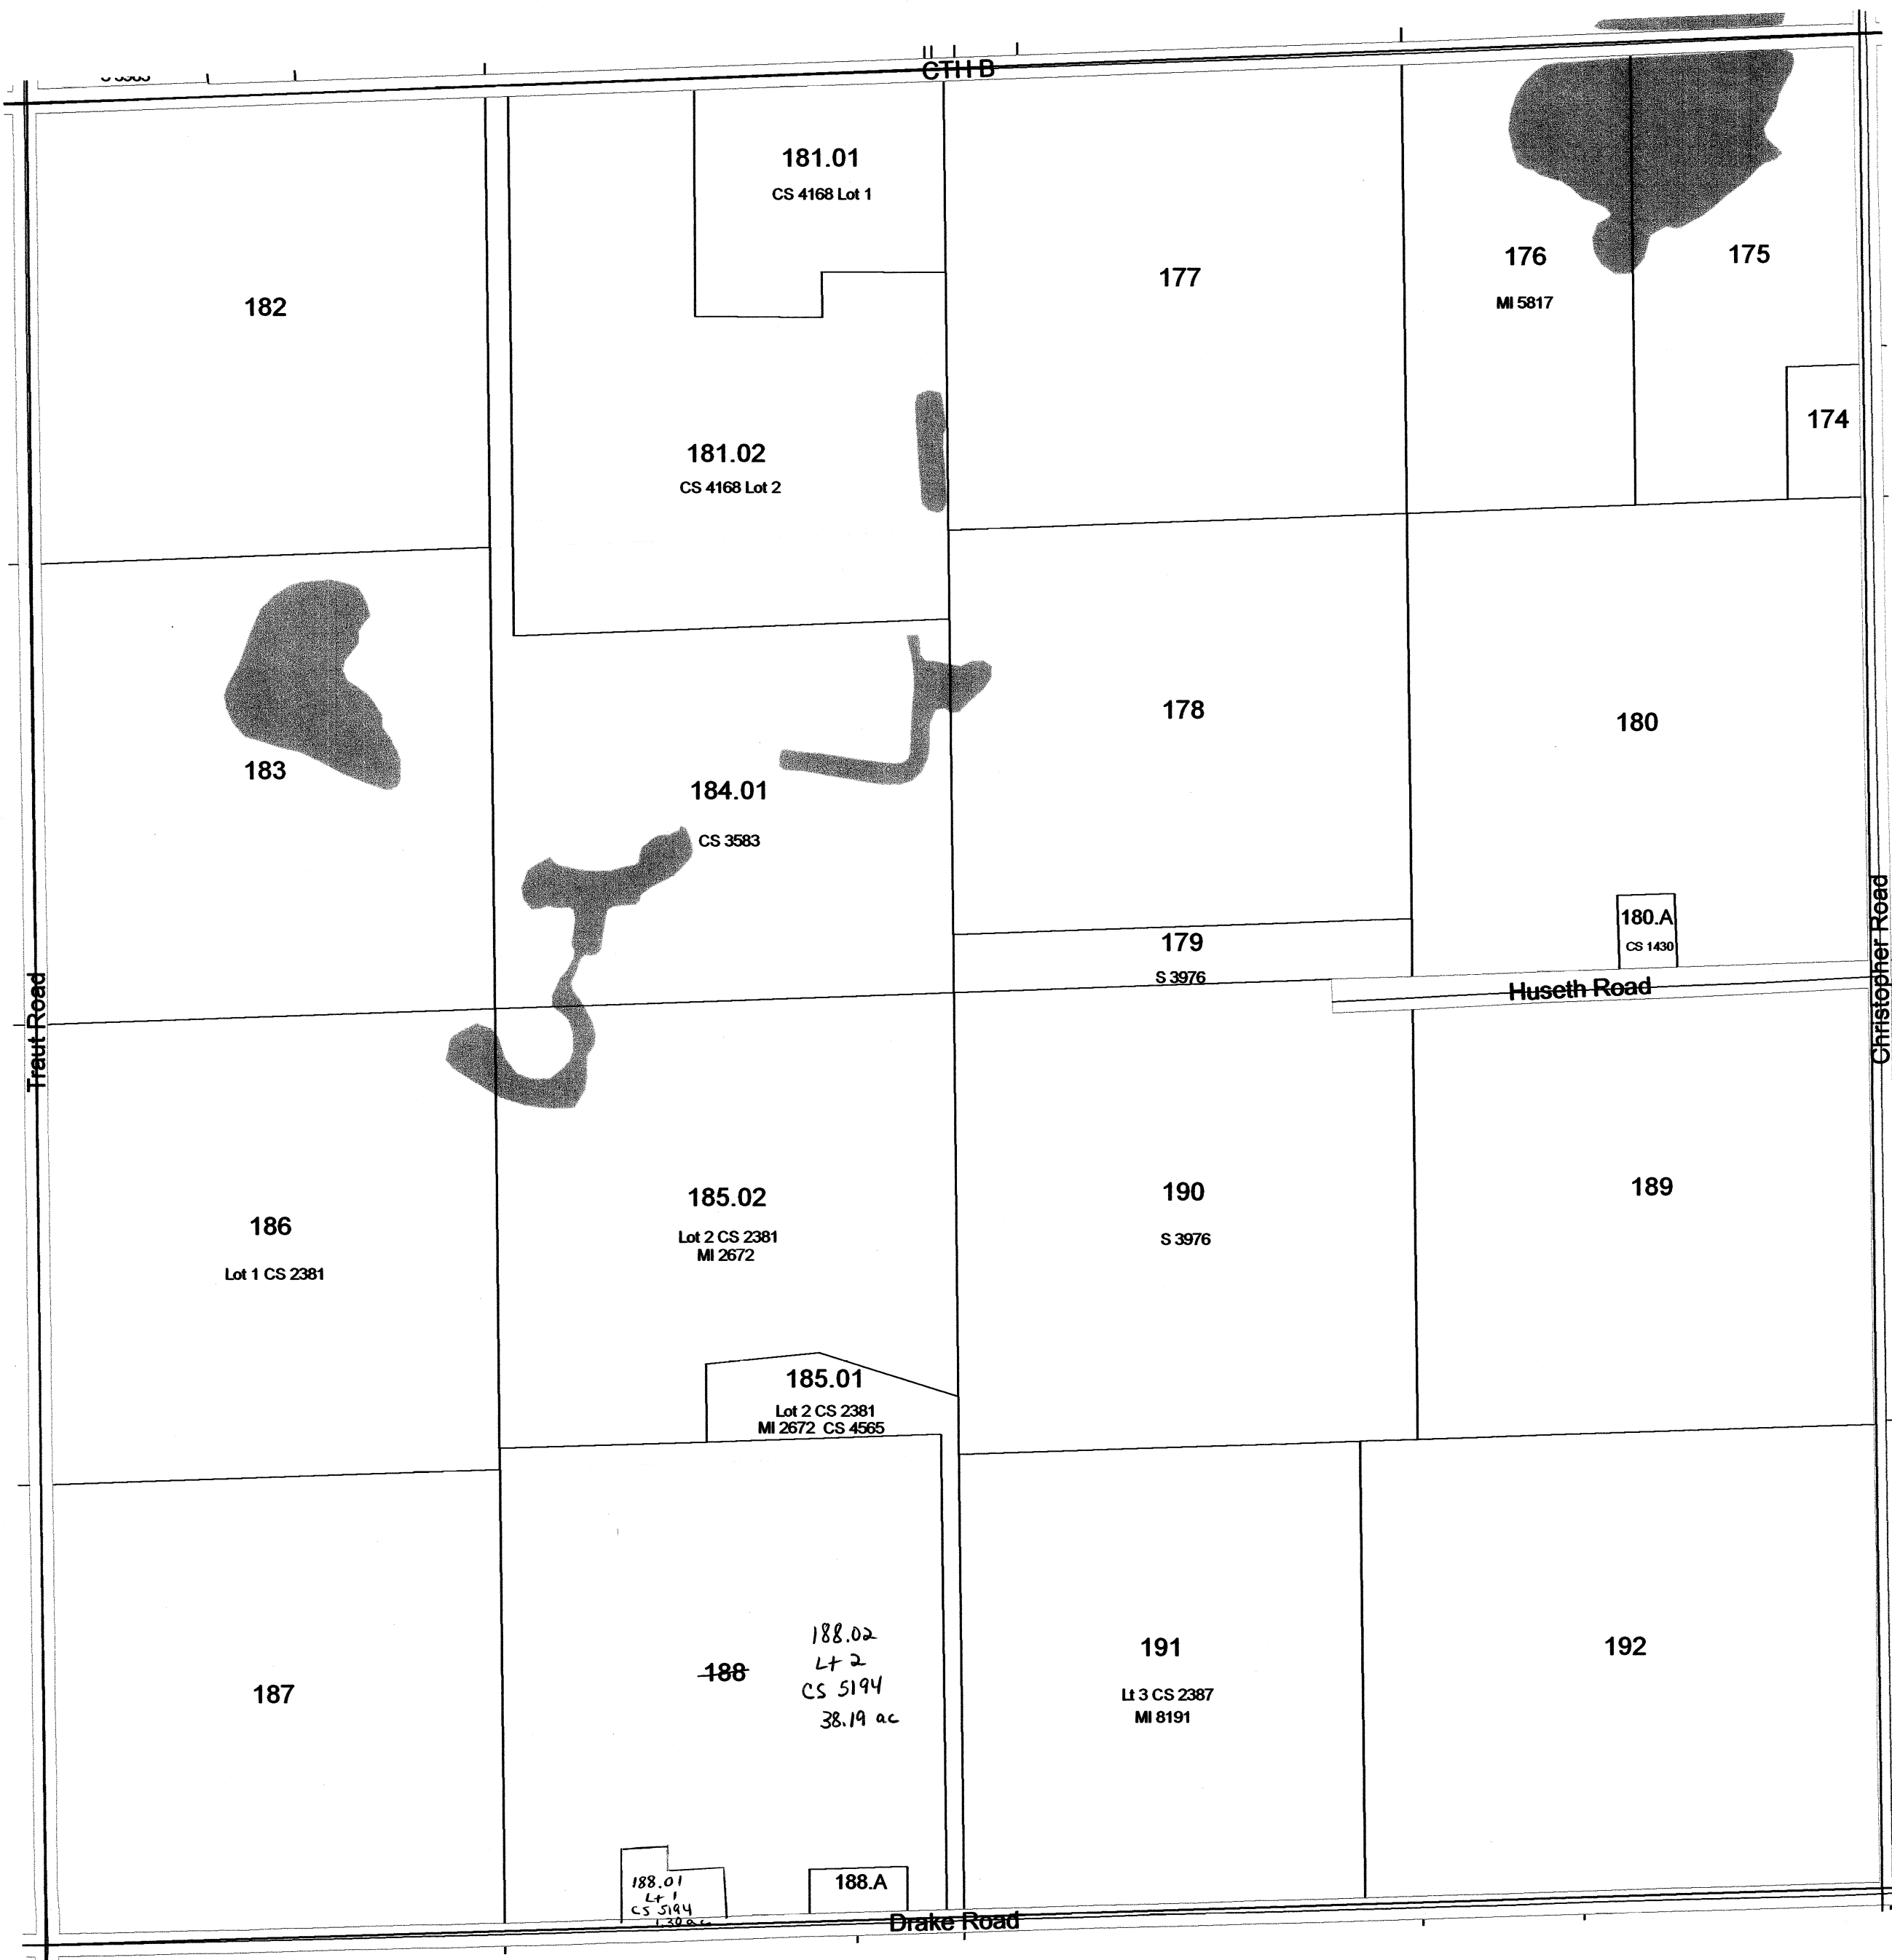 CTH B
181.01
CS 4168 Lot 1
182
177
176
MI 5817
175
174
181.02
CS 4168 Lot 2
183
178
180
184.01
CS 3583
180.A
CS 1430
179
S 3976
Huseth Road
Traut Road
Christopher Road
186
Lot 1 CS 2381
185.02
Lot 2 CS 2381
MI 2672
190
S 3976
189
185.01
Lot 2 CS 2381
MI 2672 CS 4565
187
188
188.02
Lt 2
CS 5194
38.19 ac
191
Lt 3 CS 2387
MI 8191
192
188.01
Lt 1
CS 5194
1.30 ac
188.A
Drake Road